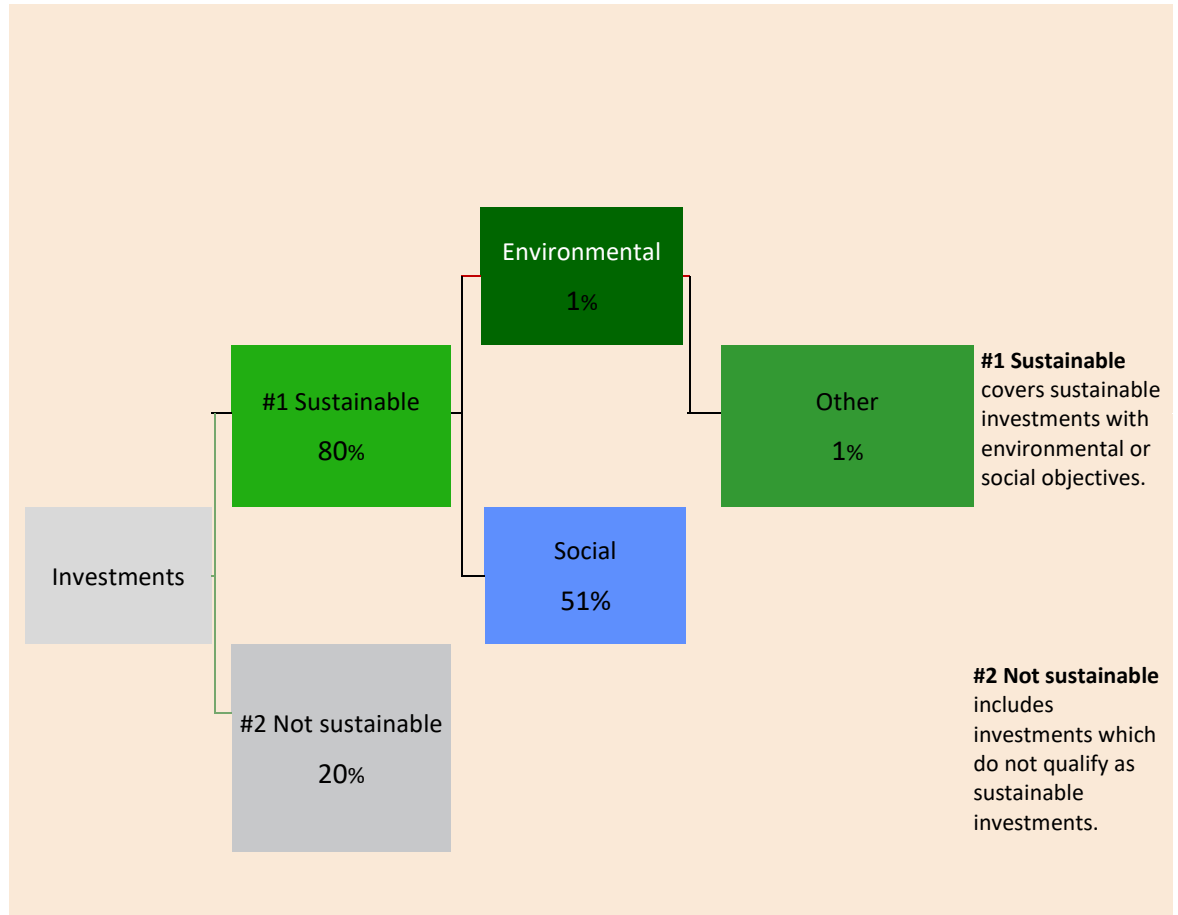 Environmental
1%
#1 Sustainable
80%
Other
1%
#1 Sustainable
covers sustainable
investments with
environmental or
social objectives.
Investments
Social
51%
#2 Not sustainable
20%
#2 Not sustainable
includes
investments which
do not qualify as
sustainable
investments.